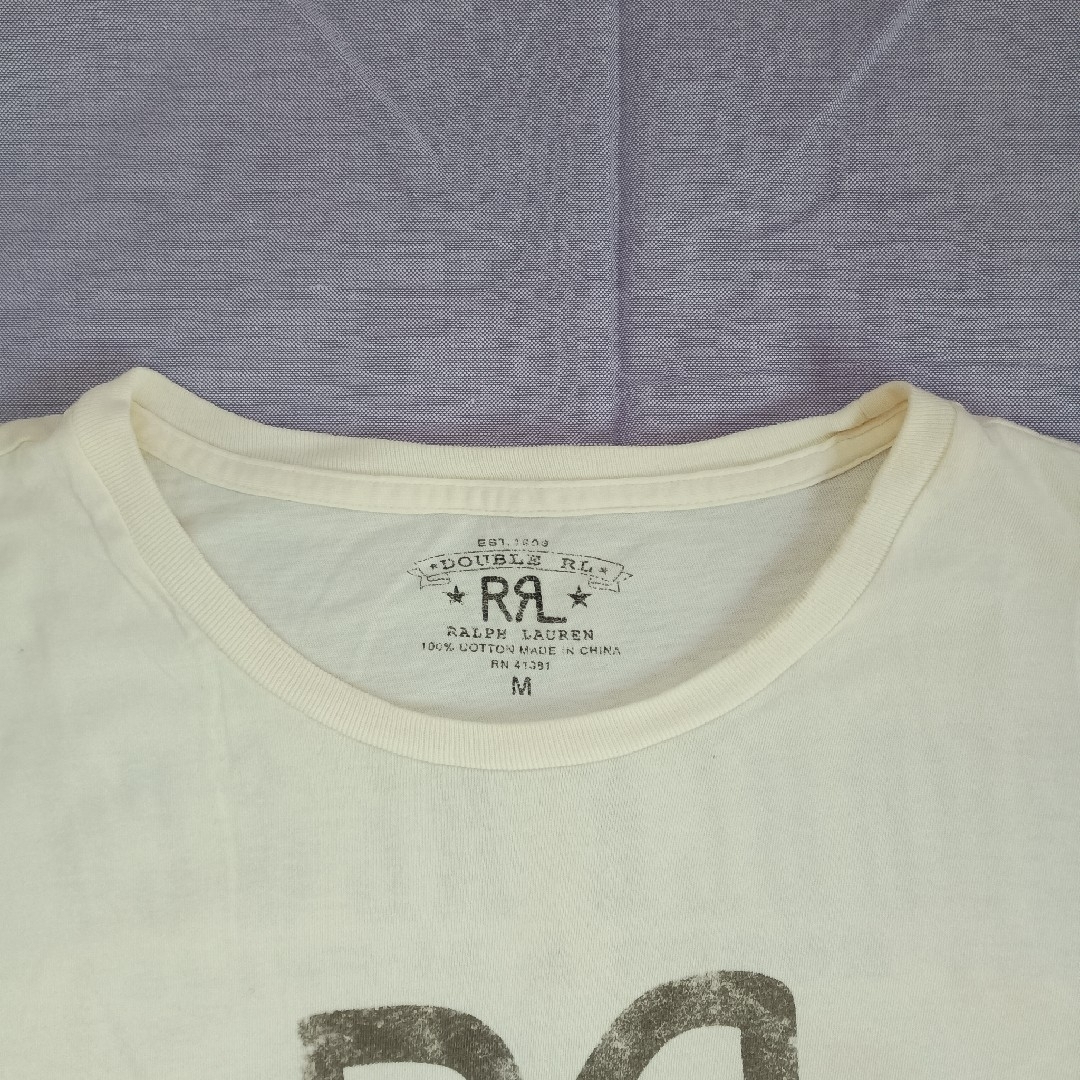 EST. 1993
★DOUBLE RL★
★ RRL ★
RALPH LAUREN
100% COTTON MADE IN CHINA
RN 41381
M